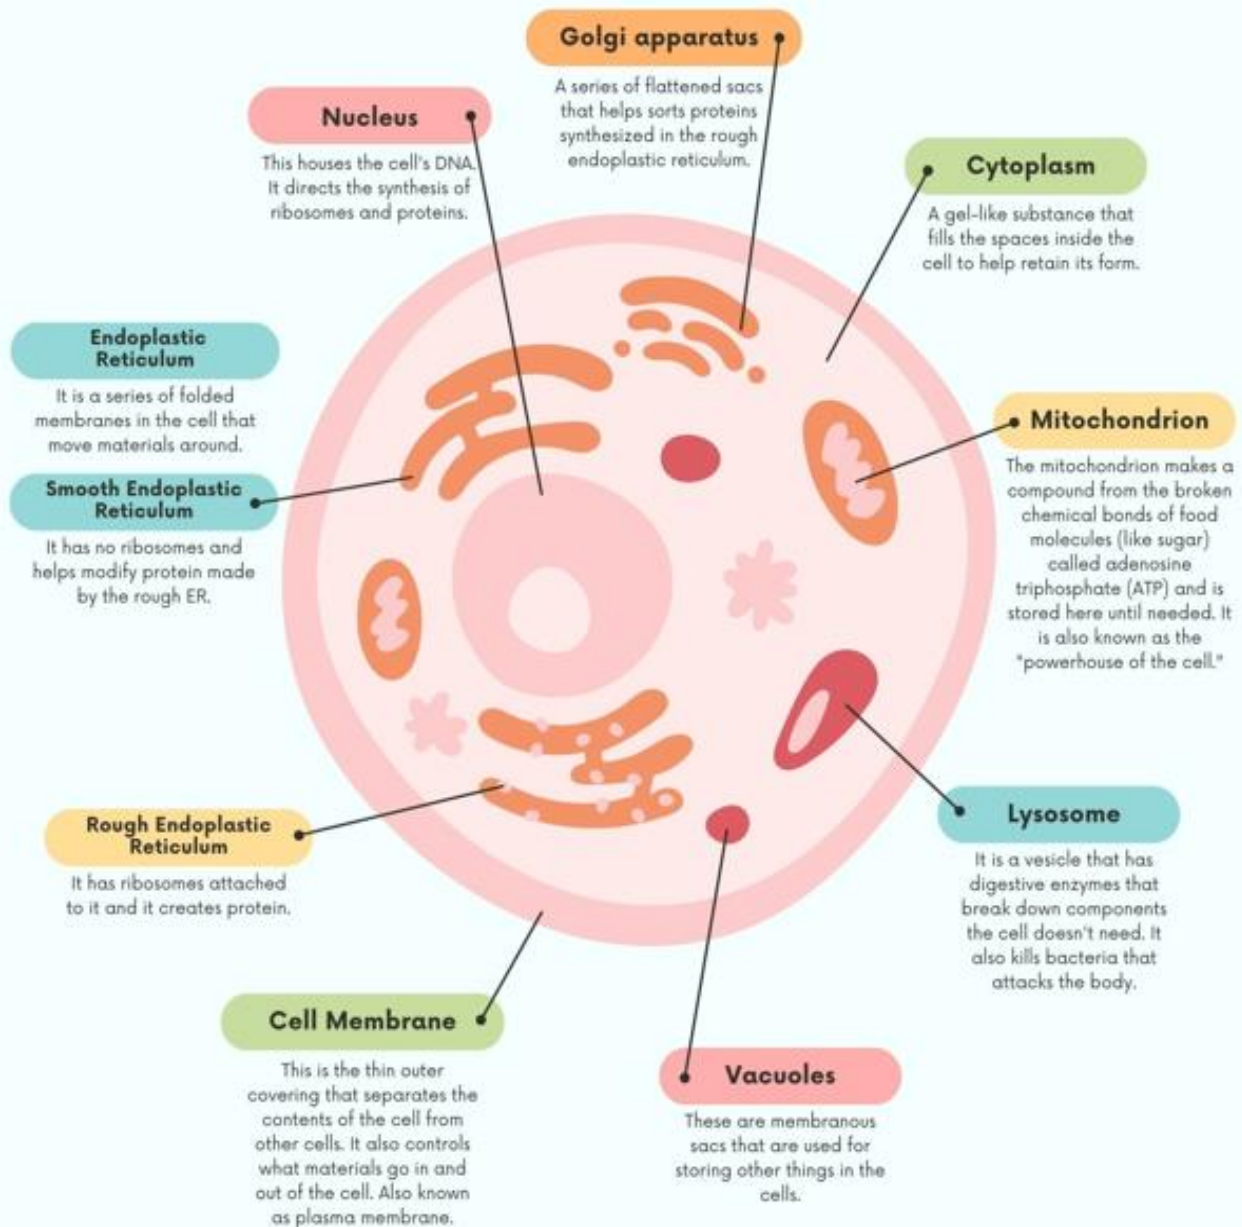 Golgi apparatus
A series of flattened sacs
that helps sorts proteins
synthesized in the rough
endoplastic reticulum.
Nucleus
This houses the cell's DNA.
It directs the synthesis of
ribosomes and proteins.
Cytoplasm
A gel-like substance that
fills the spaces inside the
cell to help retain its form.
Endoplastic
Reticulum
It is a series of folded
membranes in the cell that
move materials around.
Smooth Endoplastic
Reticulum
It has no ribosomes and
helps modify protein made
by the rough ER.
Mitochondrion
The mitochondrion makes a
compound from the broken
chemical bonds of food
molecules (like sugar)
called adenosine
triphosphate (ATP) and is
stored here until needed. It
is also known as the
"powerhouse of the cell."
Rough Endoplastic
Reticulum
It has ribosomes attached
to it and it creates protein.
Lysosome
It is a vesicle that has
digestive enzymes that
break down components
the cell doesn't need. It
also kills bacteria that
attacks the body.
Cell Membrane
This is the thin outer
covering that separates the
contents of the cell from
other cells. It also controls
what materials go in and
out of the cell. Also known
as plasma membrane.
Vacuoles
These are membranous
sacs that are used for
storing other things in the
cells.